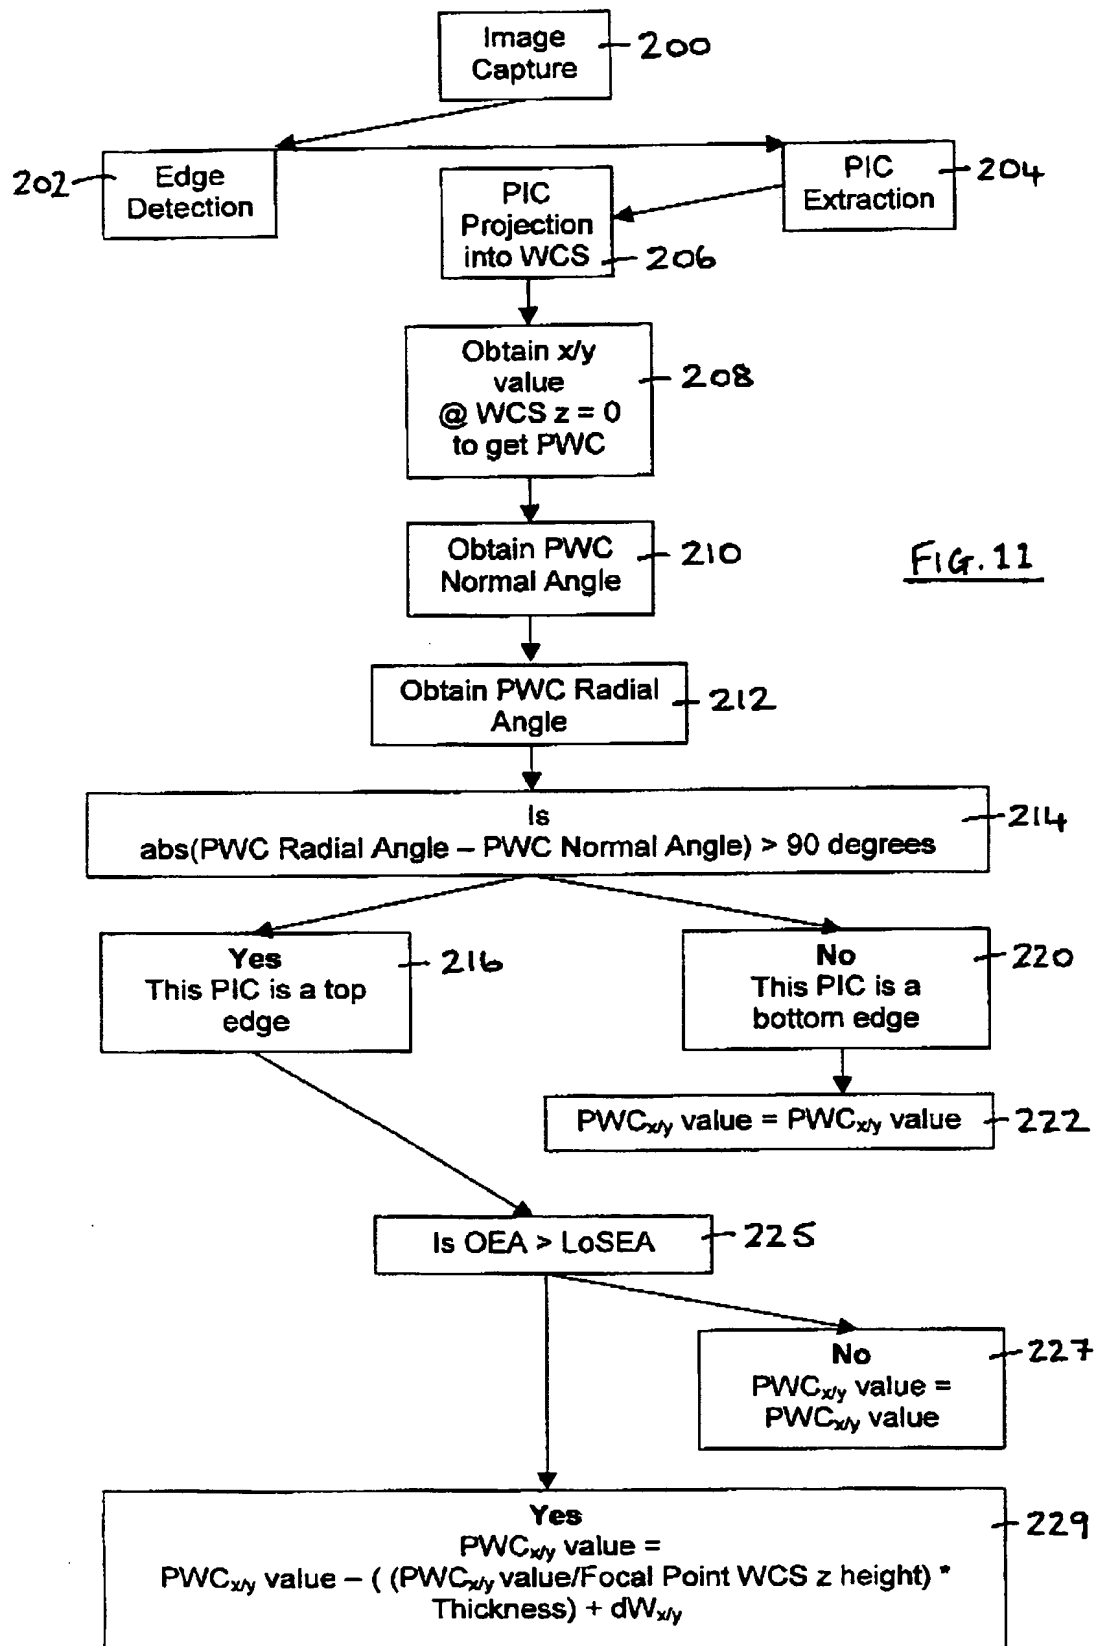 Image
Capture
200
202
Edge
Detection
PIC
Extraction
204
PIC
Projection
into WCS
206
Obtain x/y
value
@ WCS z = 0
to get PWC
208
Obtain PWC
Normal Angle
210
FIG. 11
Obtain PWC Radial
Angle
212
Is
abs(PWC Radial Angle – PWC Normal Angle) > 90 degrees
214
Yes
This PIC is a top
edge
216
No
This PIC is a
bottom edge
220
PWCx/y value = PWCx/y value
222
Is OEA > LoSEA
225
No
PWCx/y value =
PWCx/y value
227
Yes
PWCx/y value =
PWCx/y value – ( (PWCx/y value/Focal Point WCS z height) *
Thickness) + dWx/y
229